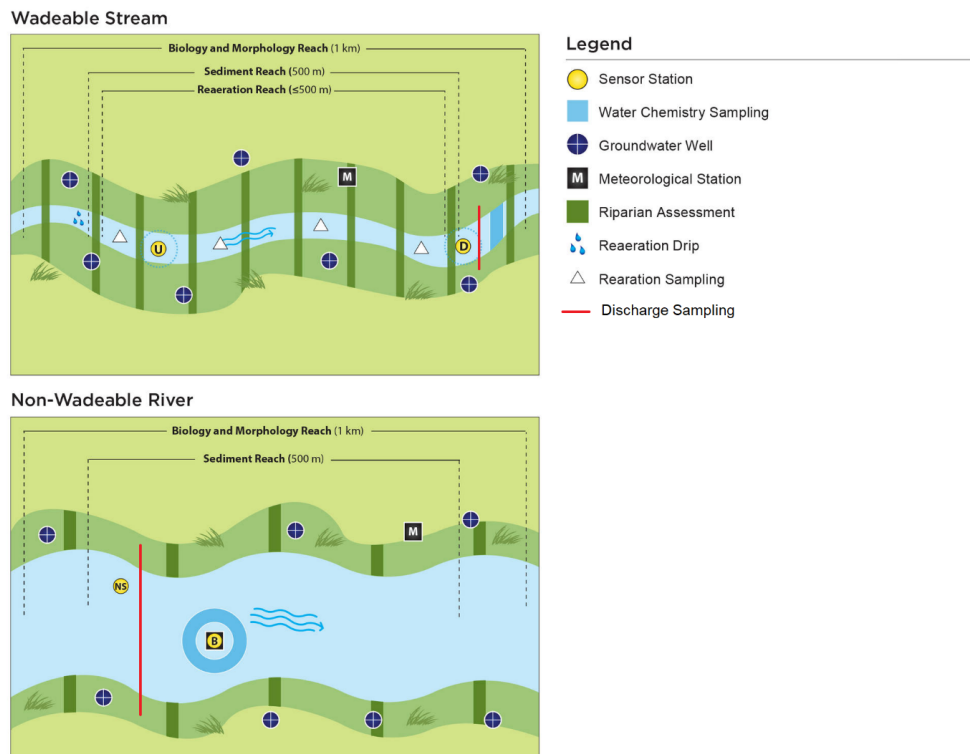 Wadeable Stream
Biology and Morphology Reach (1 km)
Sediment Reach (500 m)
Reaeration Reach (≤500 m)
M
U
D
Legend
Sensor Station
Water Chemistry Sampling
Groundwater Well
M Meteorological Station
Riparian Assessment
Reaeration Drip
Rearation Sampling
Discharge Sampling
Non-Wadeable River
Biology and Morphology Reach (1 km)
Sediment Reach (500 m)
M
NS
B